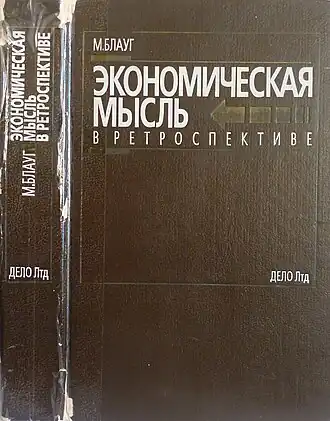 М.БЛАУГ
ЭКОНОМИЧЕСКАЯ
МЫСЛЬ
В РЕТРОСПЕКТИВЕ
ДЕЛО Лтд
М.БЛАУГ
ЭКОНОМИЧЕСКАЯ
МЫСЛЬ
В РЕТРОСПЕКТИВЕ
ДЕЛО Лтд